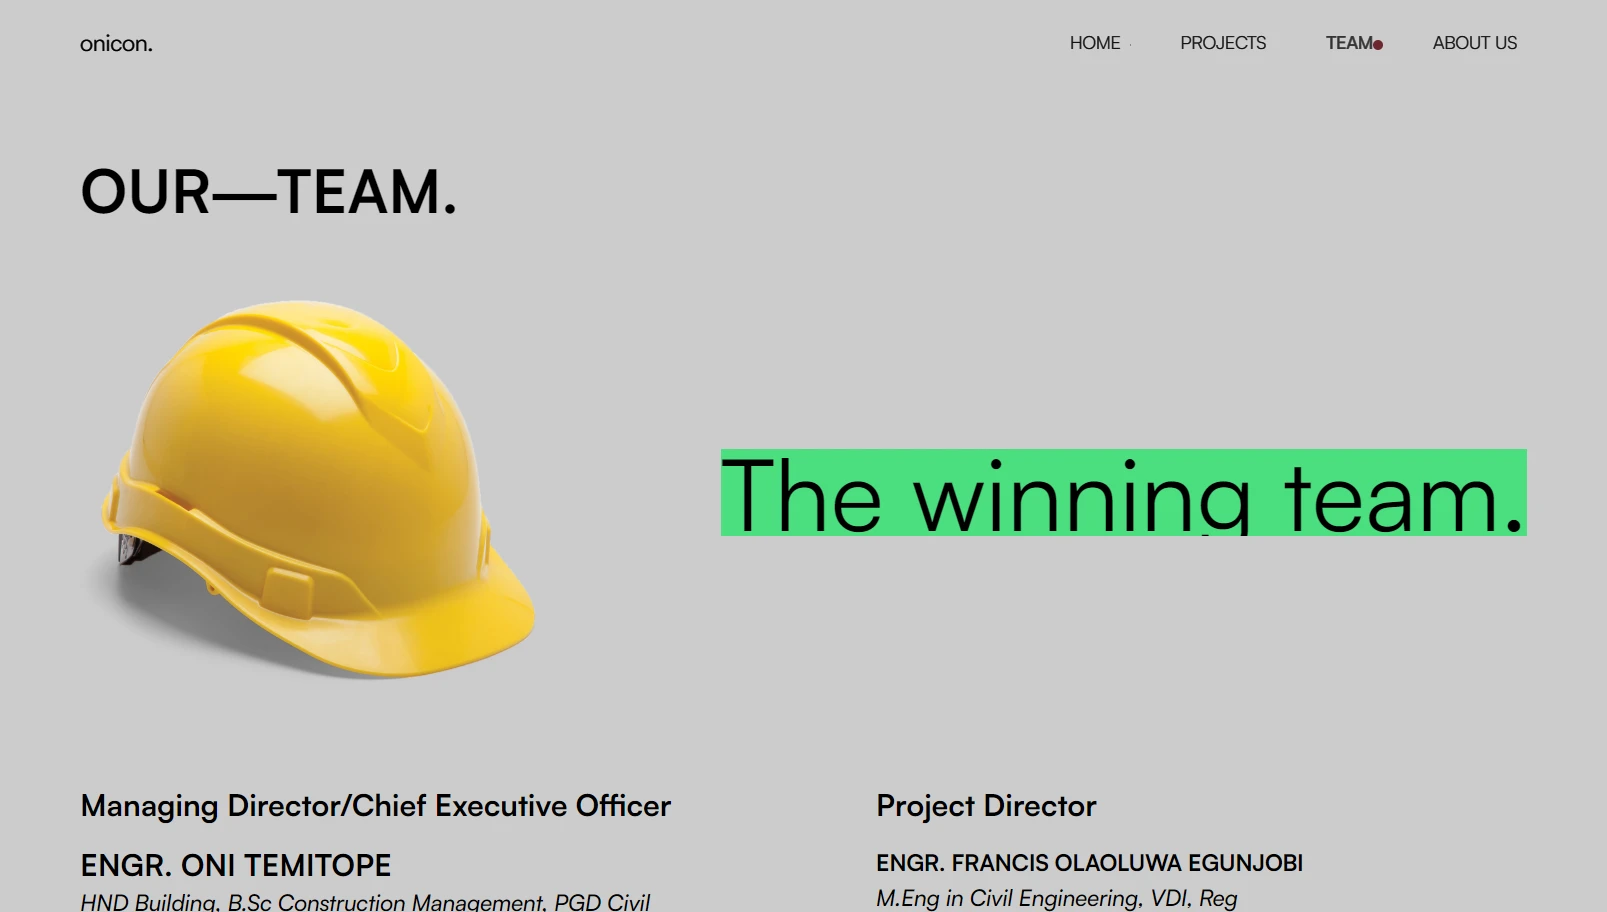 onicon.
HOME
PROJECTS
TEAM
ABOUT US
OUR—TEAM.
The winning team.
Managing Director/Chief Executive Officer
ENGR. ONI TEMITOPE
HND Building, B.Sc Construction Management, PGD Civil
Project Director
ENGR. FRANCIS OLAOLUWA EGUNJOBI
M.Eng in Civil Engineering, VDI, Reg